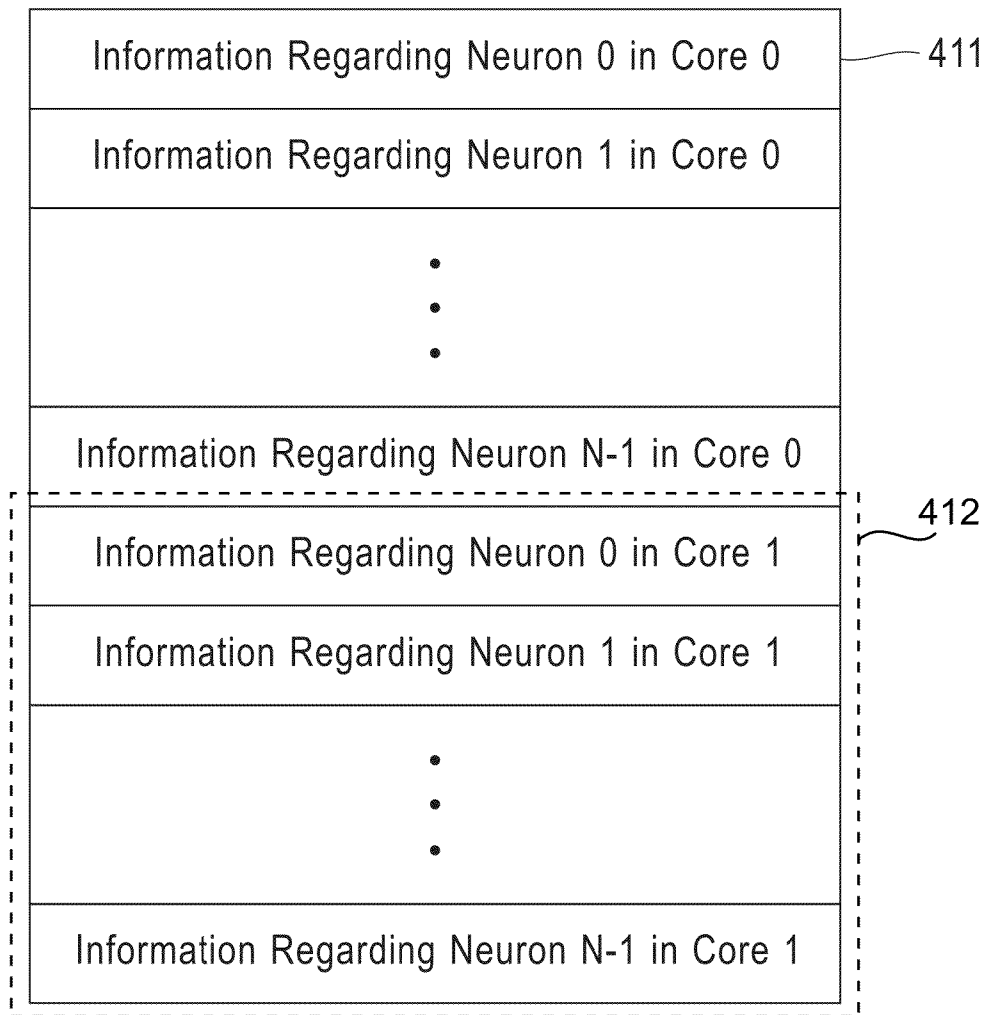 Information Regarding Neuron 0 in Core 0
411
Information Regarding Neuron 1 in Core 0
Information Regarding Neuron N-1 in Core 0
412
Information Regarding Neuron 0 in Core 1
Information Regarding Neuron 1 in Core 1
Information Regarding Neuron N-1 in Core 1